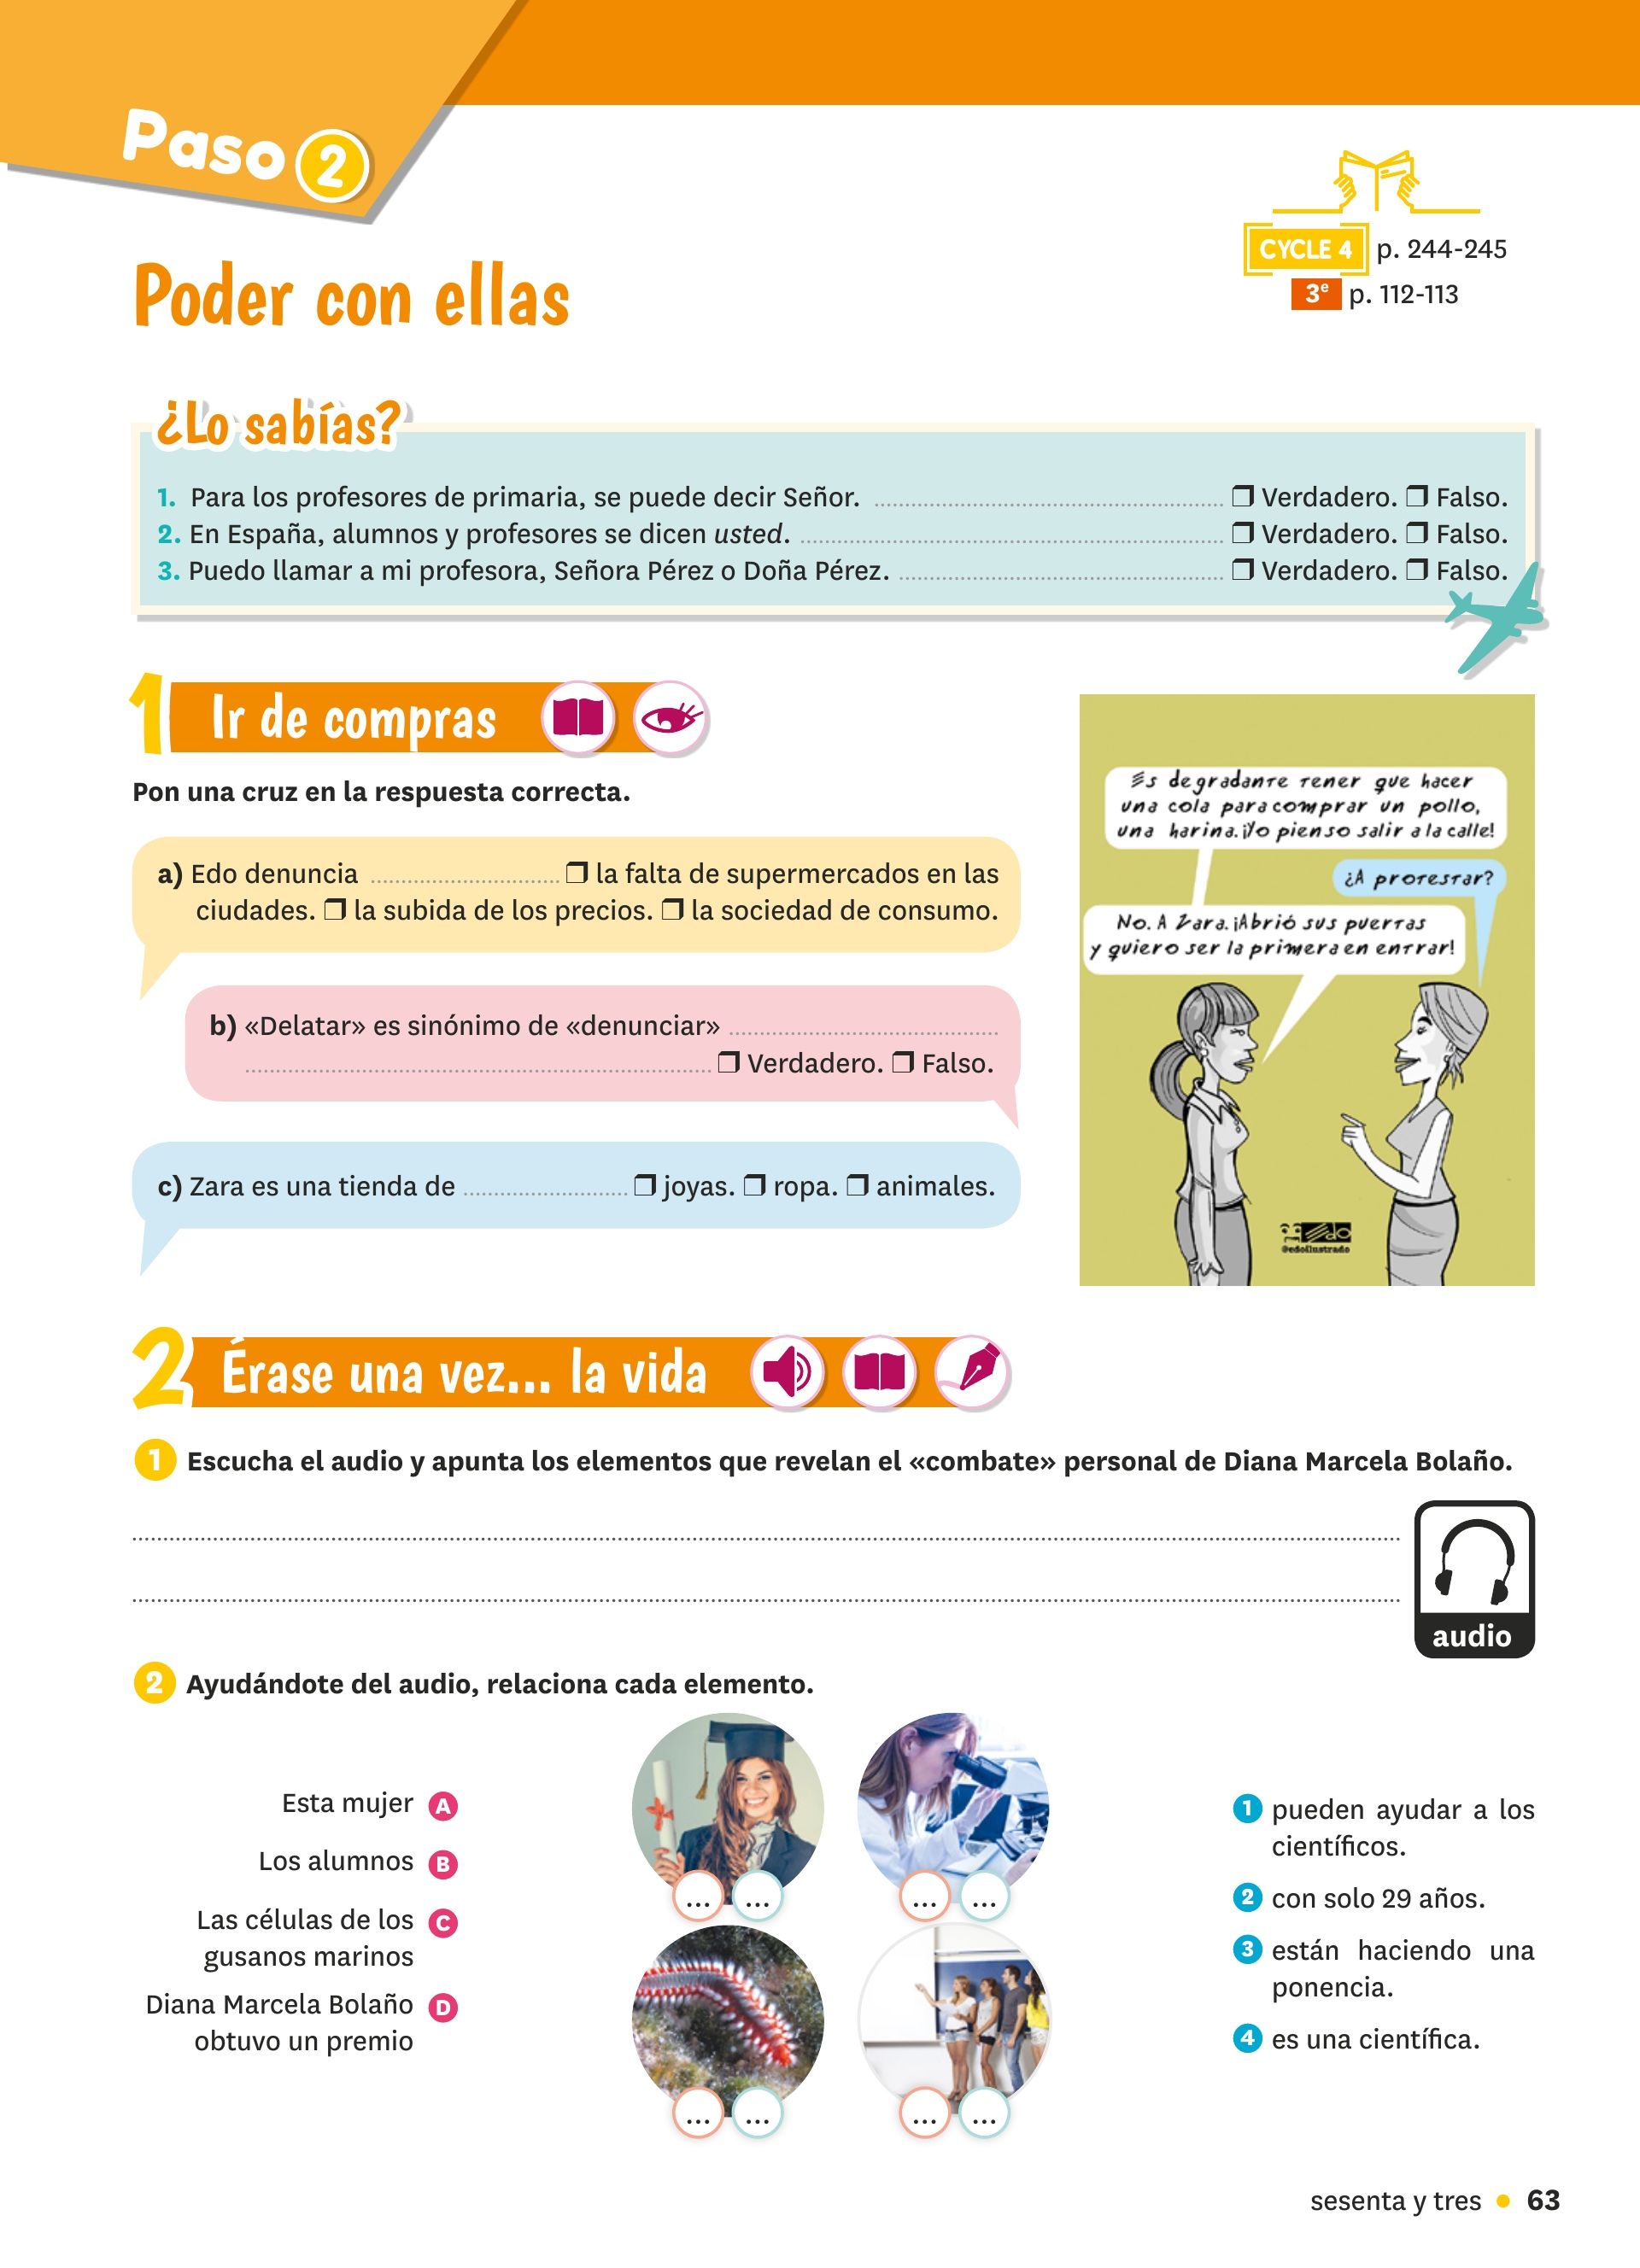 Paso 2
CYCLE 4 p. 244-245
3e p. 112-113
Poder con ellas
¿Lo sabías?
1. Para los profesores de primaria, se puede decir Señor. ❒ Verdadero. ❒ Falso.
2. En España, alumnos y profesores se dicen usted. ❒ Verdadero. ❒ Falso.
3. Puedo llamar a mi profesora, Señora Pérez o Doña Pérez. ❒ Verdadero. ❒ Falso.
1 Ir de compras
Pon una cruz en la respuesta correcta.
a) Edo denuncia ❒ la falta de supermercados en las
ciudades. ❒ la subida de los precios. ❒ la sociedad de consumo.
b) «Delatar» es sinónimo de «denunciar»
❒ Verdadero. ❒ Falso.
c) Zara es una tienda de ❒ joyas. ❒ ropa. ❒ animales.
Es degradante tener que hacer
una cola para comprar un pollo,
una harina. ¡Yo pienso salir a la calle!
¿A protestar?
No. A Zara. ¡Abrió sus puertas
y quiero ser la primera en entrar!
Edo
@edoilustrado
2 Érase una vez... la vida
1 Escucha el audio y apunta los elementos que revelan el «combate» personal de Diana Marcela Bolaño.
audio
2 Ayudándote del audio, relaciona cada elemento.
Esta mujer A
Los alumnos B
Las células de los C
gusanos marinos
Diana Marcela Bolaño D
obtuvo un premio
... ...
... ...
... ...
... ...
1 pueden ayudar a los
científicos.
2 con solo 29 años.
3 están haciendo una
ponencia.
4 es una científica.
sesenta y tres • 63